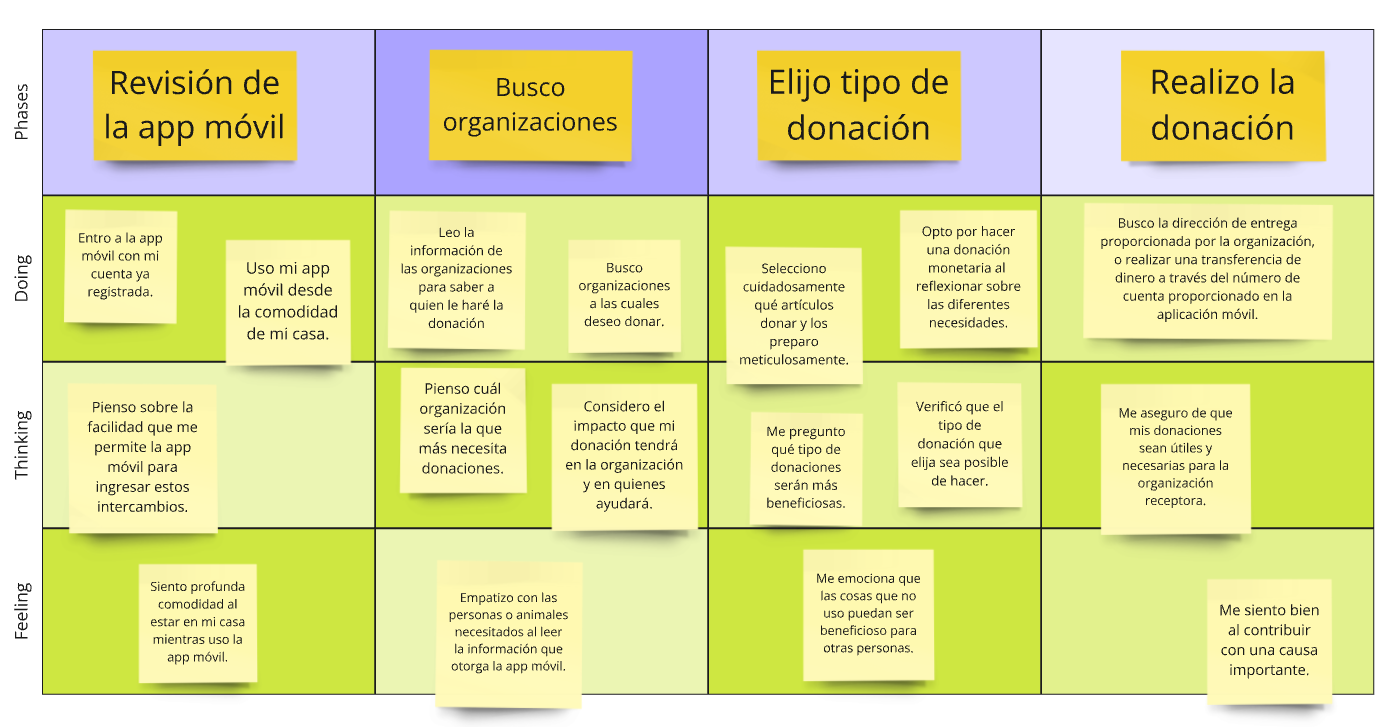 Phases
Revisión de
la app móvil
Busco
organizaciones
Elijo tipo de
donación
Realizo la
donación
Doing
Entro a la app
móvil con mi
cuenta ya
registrada.
Uso mi app
móvil desde
la comodidad
de mi casa.
Leo la
información de
las organizaciones
para saber a
quien le haré la
donación
Busco
organizaciones
a las cuales
deseo donar.
Selecciono
cuidadosamente
qué artículos
donar y los
preparo
meticulosamente.
Opto por hacer
una donación
monetaria al
reflexionar sobre
las diferentes
necesidades.
Busco la dirección de entrega
proporcionada por la organización,
o realizar una transferencia de
dinero a través del número de
cuenta proporcionado en la
aplicación móvil.
Thinking
Pienso sobre la
facilidad que me
permite la app
móvil para
ingresar estos
intercambios.
Pienso cuál
organización
sería la que
más necesita
donaciones.
Considero el
impacto que mi
donación tendrá
en la organización
y en quienes
ayudará.
Me pregunto
qué tipo de
donaciones
serán más
beneficiosas.
Verificó que el
tipo de
donación que
elija sea posible
de hacer.
Me aseguro de que
mis donaciones
sean útiles y
necesarias para la
organización
receptora.
Feeling
Siento profunda
comodidad al
estar en mi casa
mientras uso la
app móvil.
Empatizo con las
personas o animales
necesitados al leer
la información que
otorga la app móvil.
Me emociona que
las cosas que no
uso puedan ser
beneficioso para
otras personas.
Me siento bien
al contribuir
con una causa
importante.